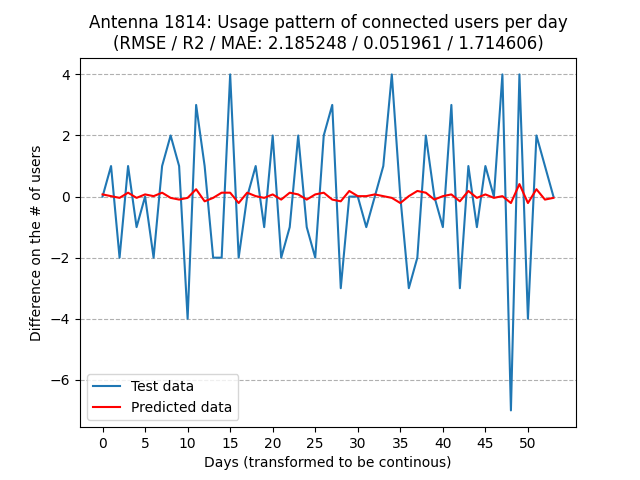 Antenna 1814: Usage pattern of connected users per day
(RMSE / R2 / MAE: 2.185248 / 0.051961 / 1.714606)
Difference on the # of users
4
2
0
−2
−4
−6
Test data
Predicted data
0 5 10 15 20 25 30 35 40 45 50
Days (transformed to be continous)